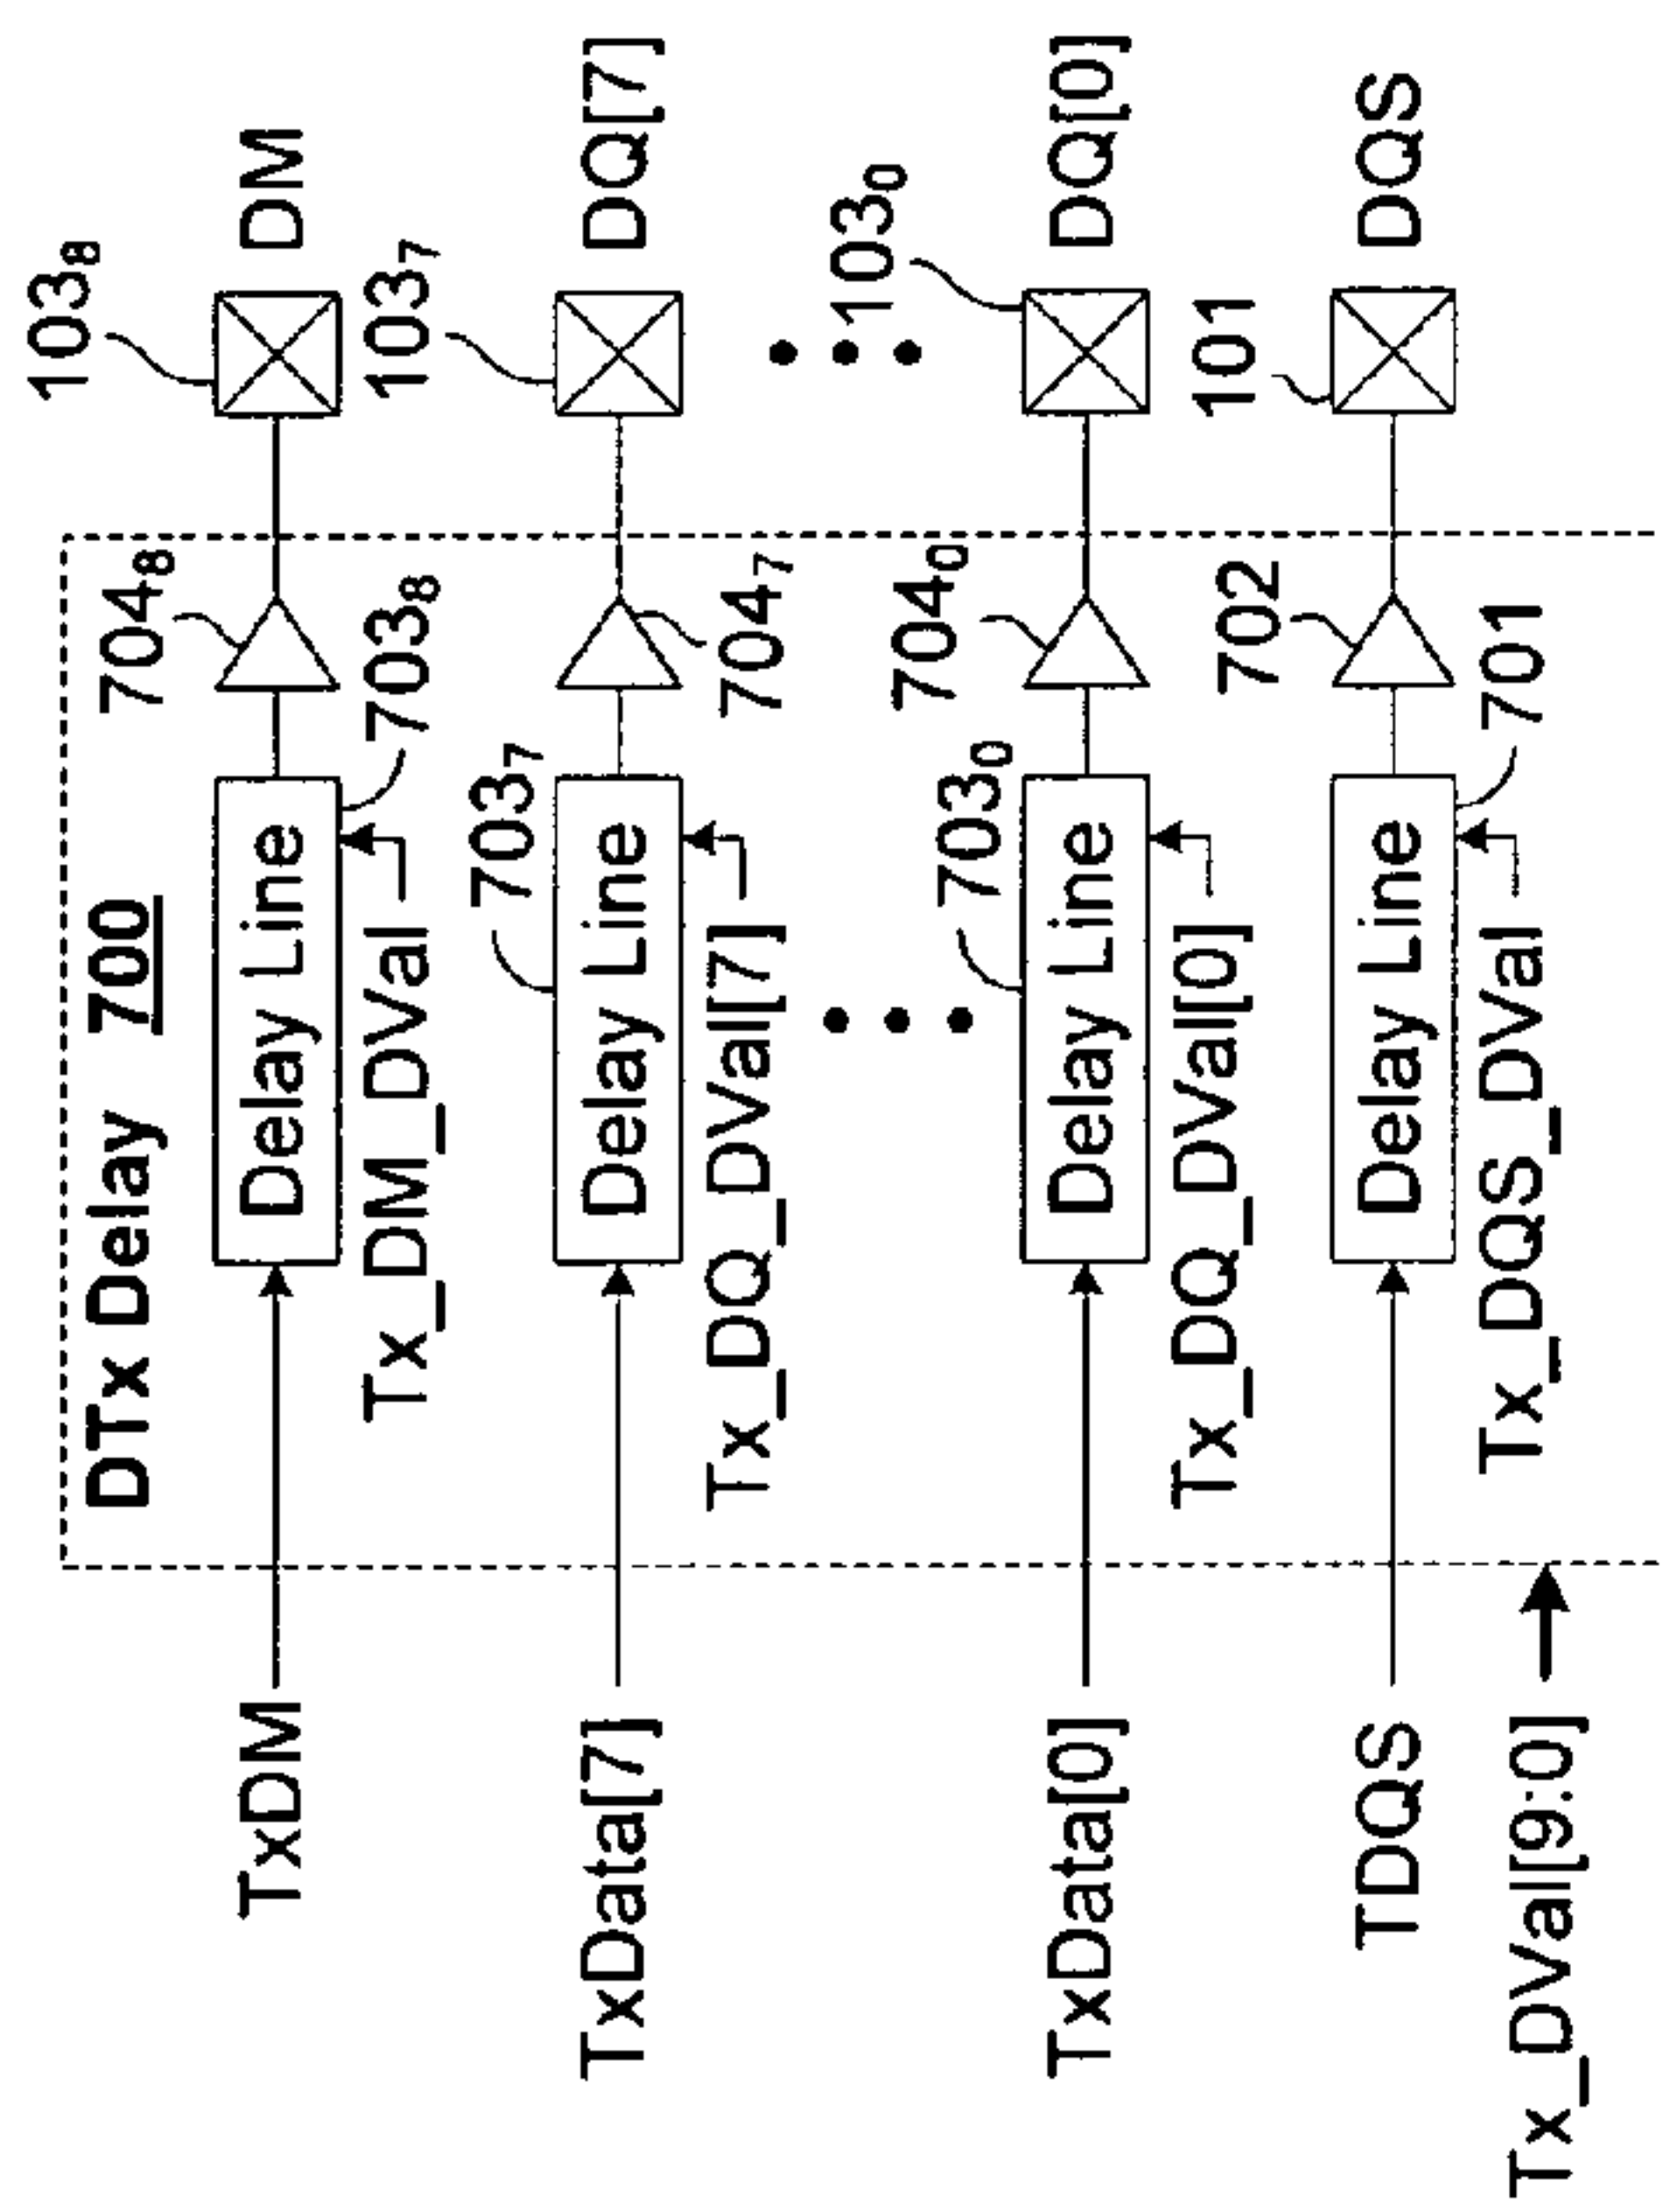 DTx Delay 700
103₈
704₈
TxDM
Delay Line
DM
703₈
Tx_DM_DVal
103₇
703₇
TxData[7]
Delay Line
DQ[7]
704₇
Tx_DQ_DVal[7]
103₀
704₀
703₀
TxData[0]
Delay Line
DQ[0]
Tx_DQ_DVal[0]
101
702
TDQS
Delay Line
DQS
701
Tx_DQS_DVal
Tx_DVal[9:0]